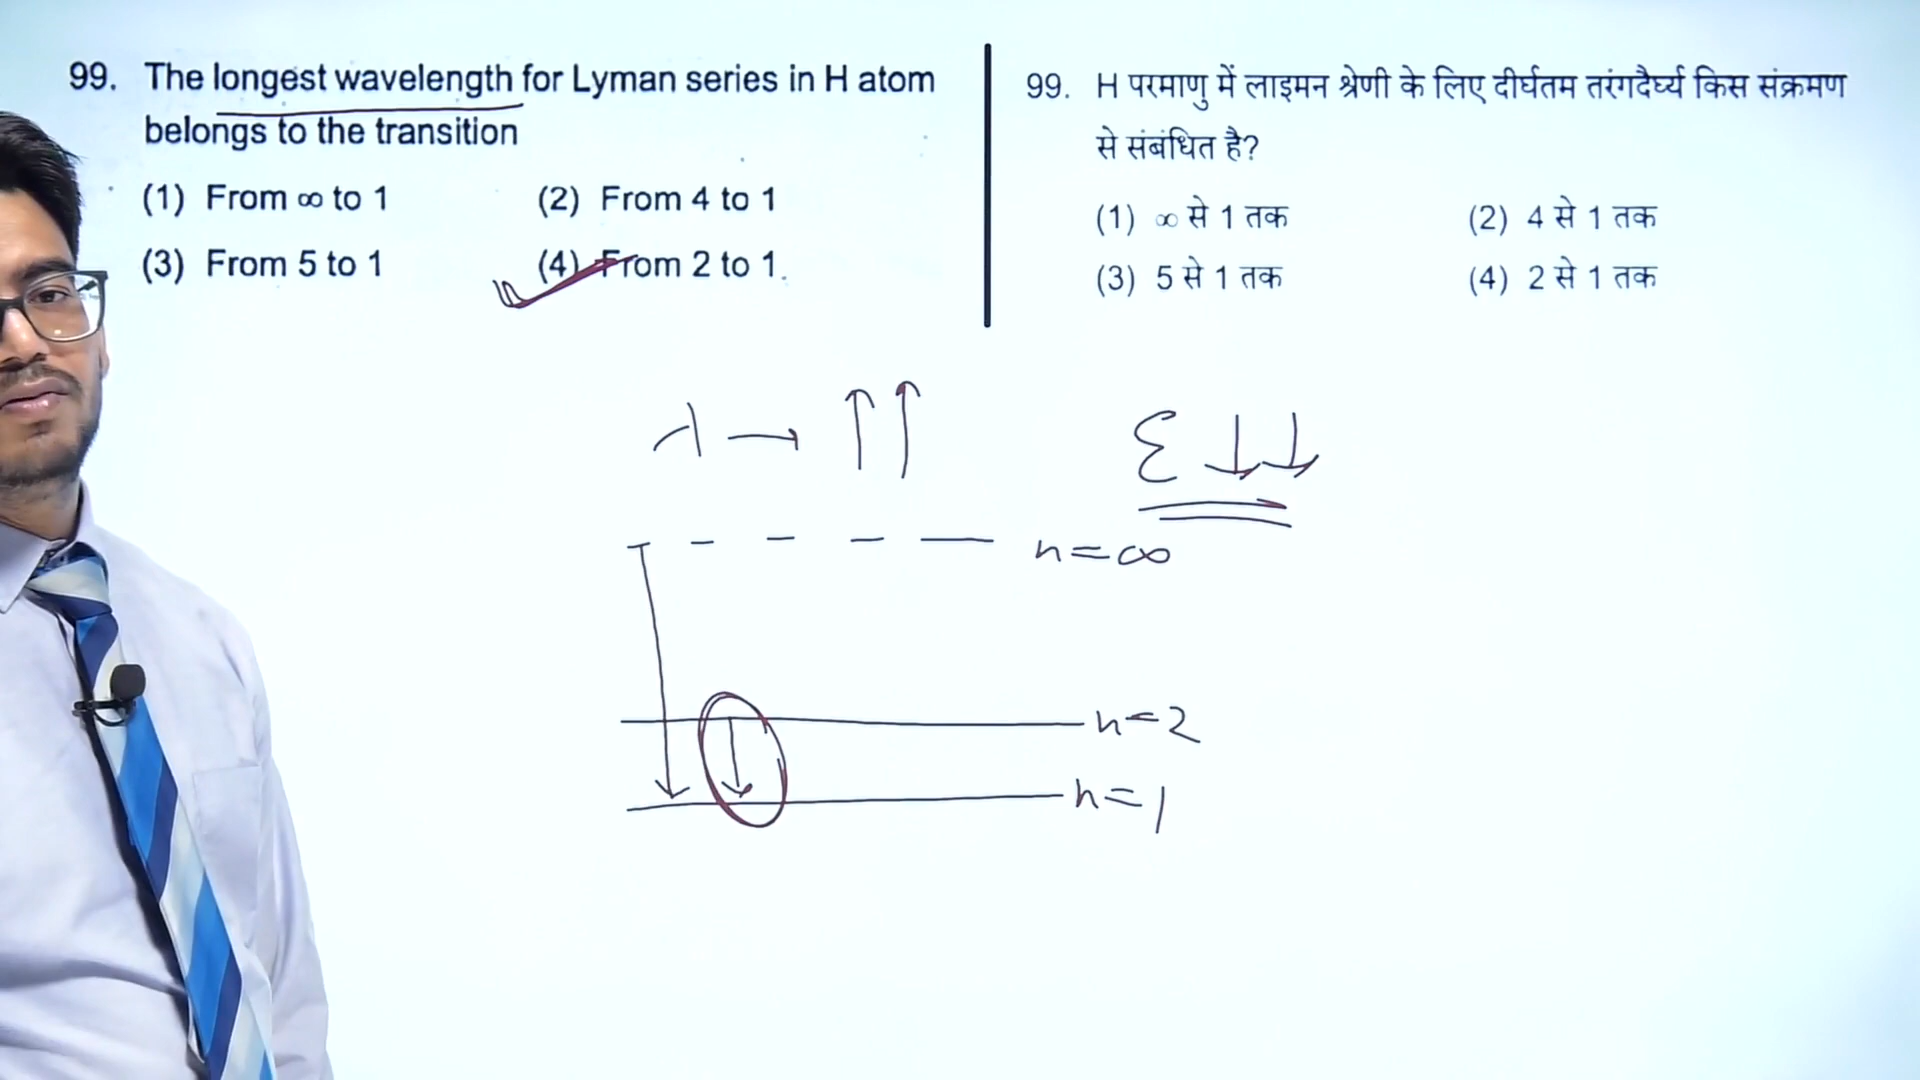 99. The longest wavelength for Lyman series in H atom
belongs to the transition
(1) From ∞ to 1 (2) From 4 to 1
(3) From 5 to 1 (4) From 2 to 1.
99. H परमाणु में लाइमन श्रेणी के लिए दीर्घतम तरंगदैर्घ्य किस संक्रमण
से संबंधित है?
(1) ∞ से 1 तक (2) 4 से 1 तक
(3) 5 से 1 तक (4) 2 से 1 तक
λ → ↑↑ E ↓↓
n=∞
n=2
n=1